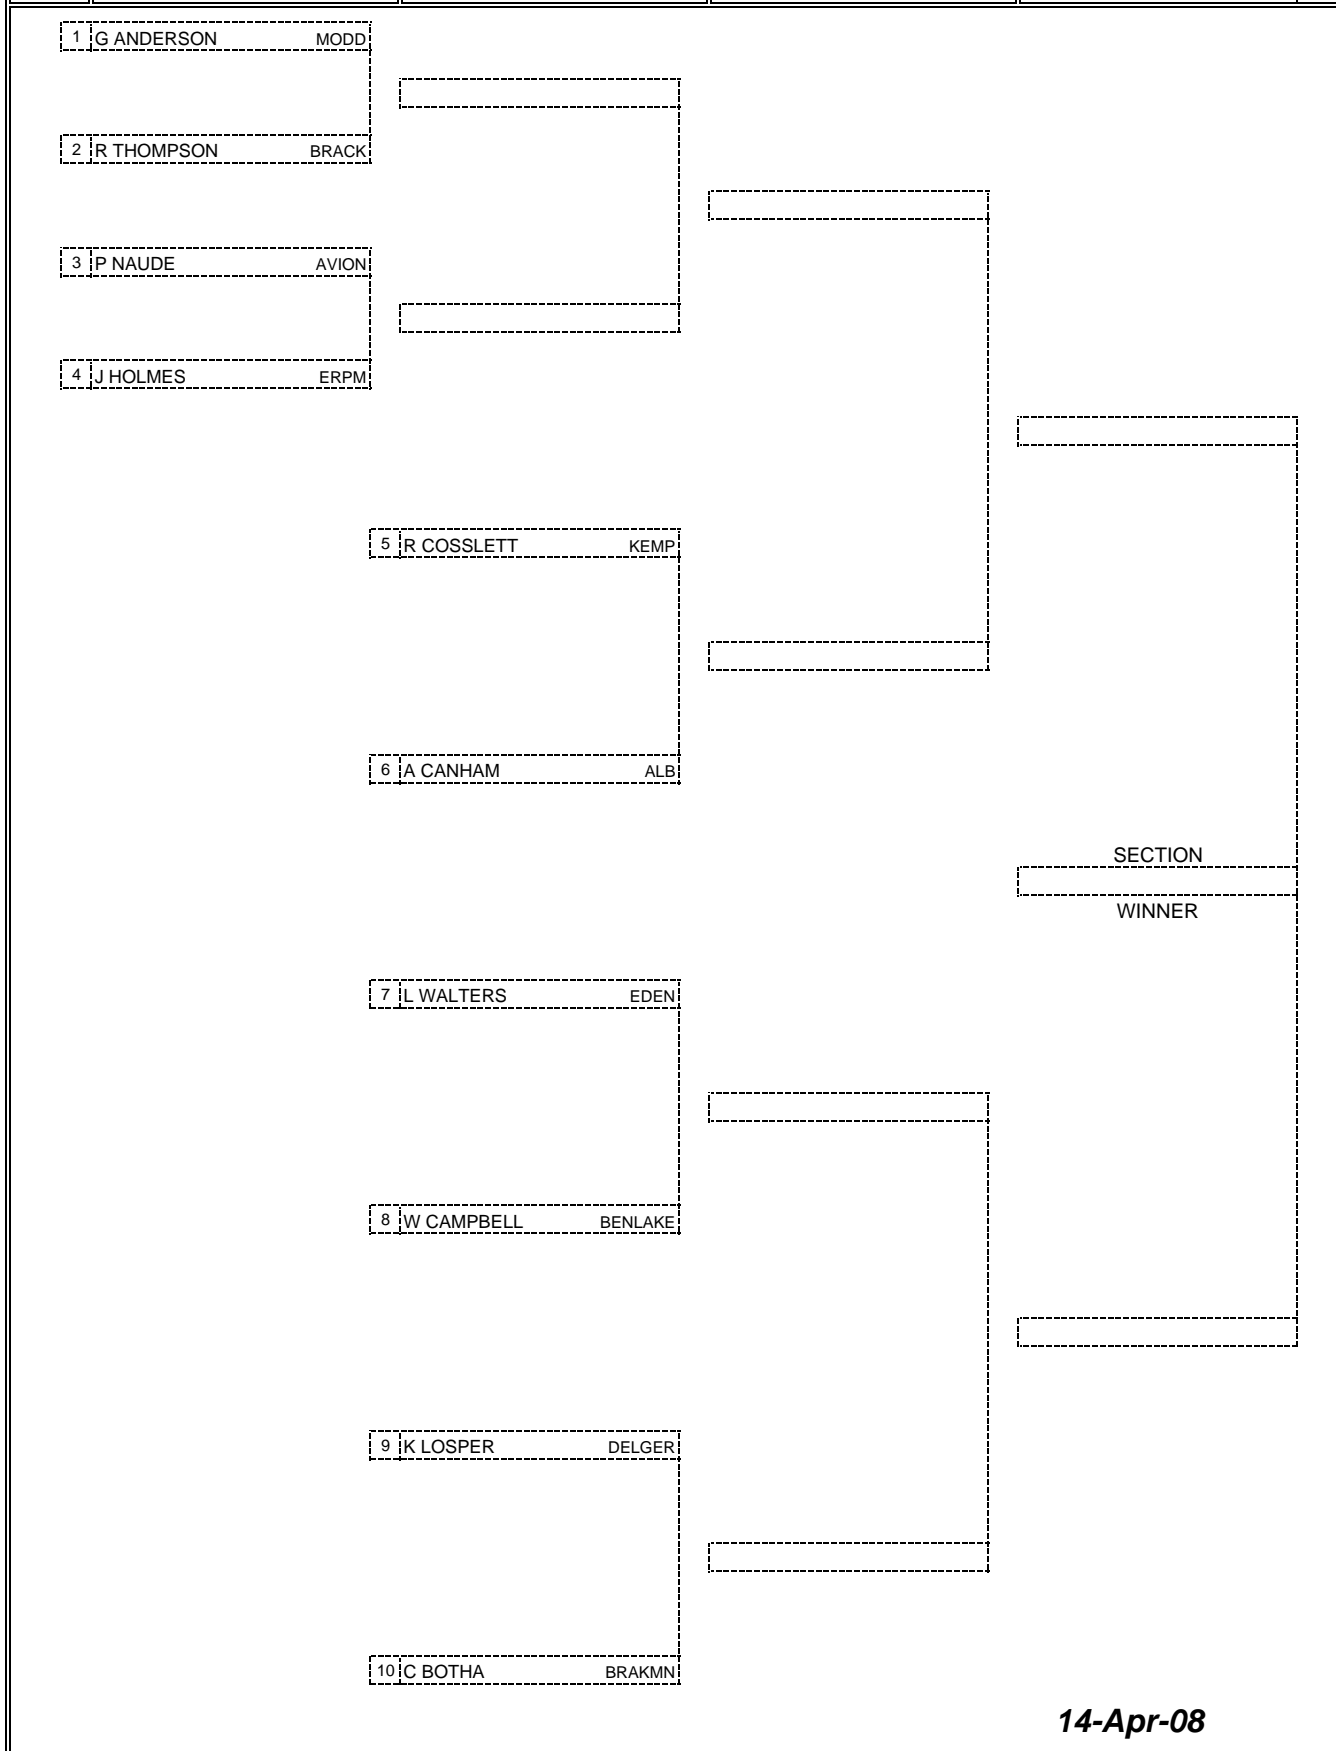 1 G ANDERSON MODD
2 R THOMPSON BRACK
3 P NAUDE AVION
4 J HOLMES ERPM
5 R COSSLETT KEMP
6 A CANHAM ALB
SECTION
WINNER
7 L WALTERS EDEN
8 W CAMPBELL BENLAKE
9 K LOSPER DELGER
10 C BOTHA BRAKMN
14-Apr-08